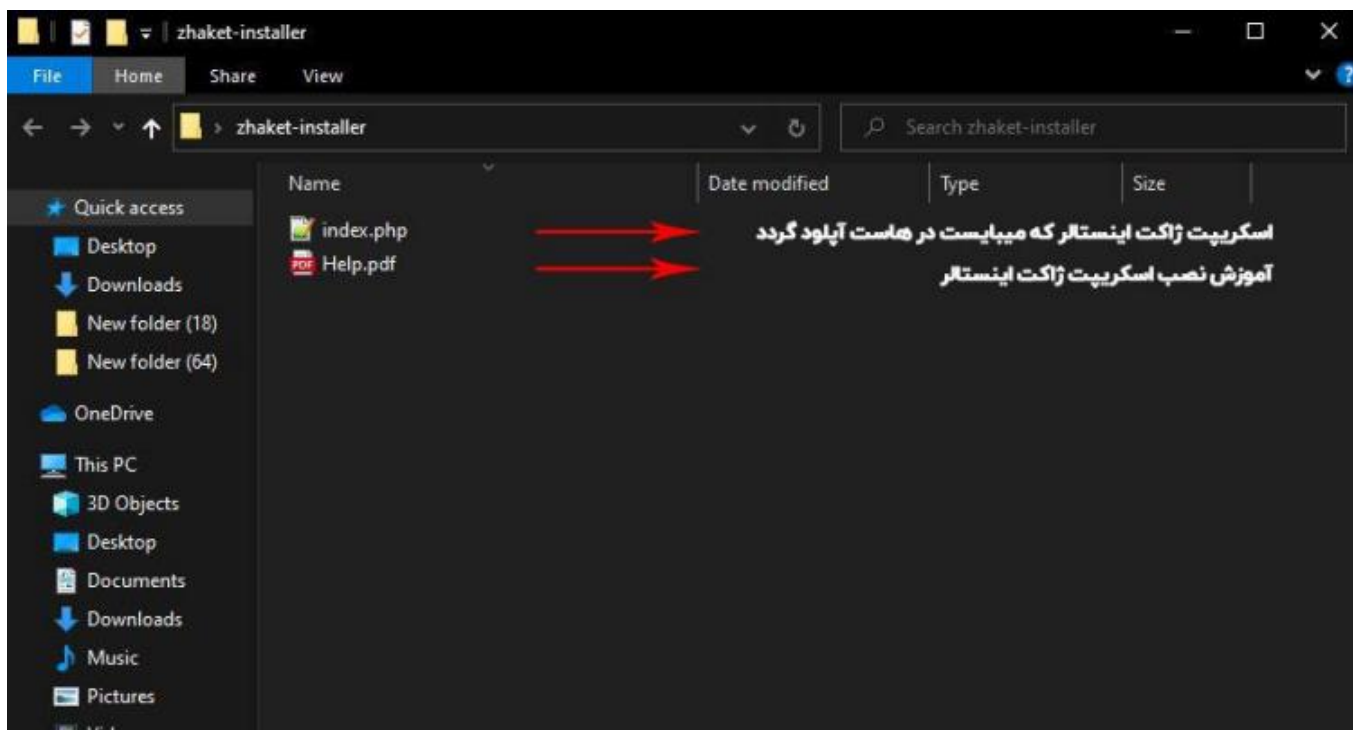 zhaket-installer
File Home Share View
zhaket-installer Search zhaket-installer
Name Date modified Type Size
Quick access
Desktop
Downloads
New folder (18)
New folder (64)
OneDrive
This PC
3D Objects
Desktop
Documents
Downloads
Music
Pictures
index.php اسکریپت ژاکت اینستالر که میبایست در هاست آپلود گردد
Help.pdf آموزش نصب اسکریپت ژاکت اینستالر